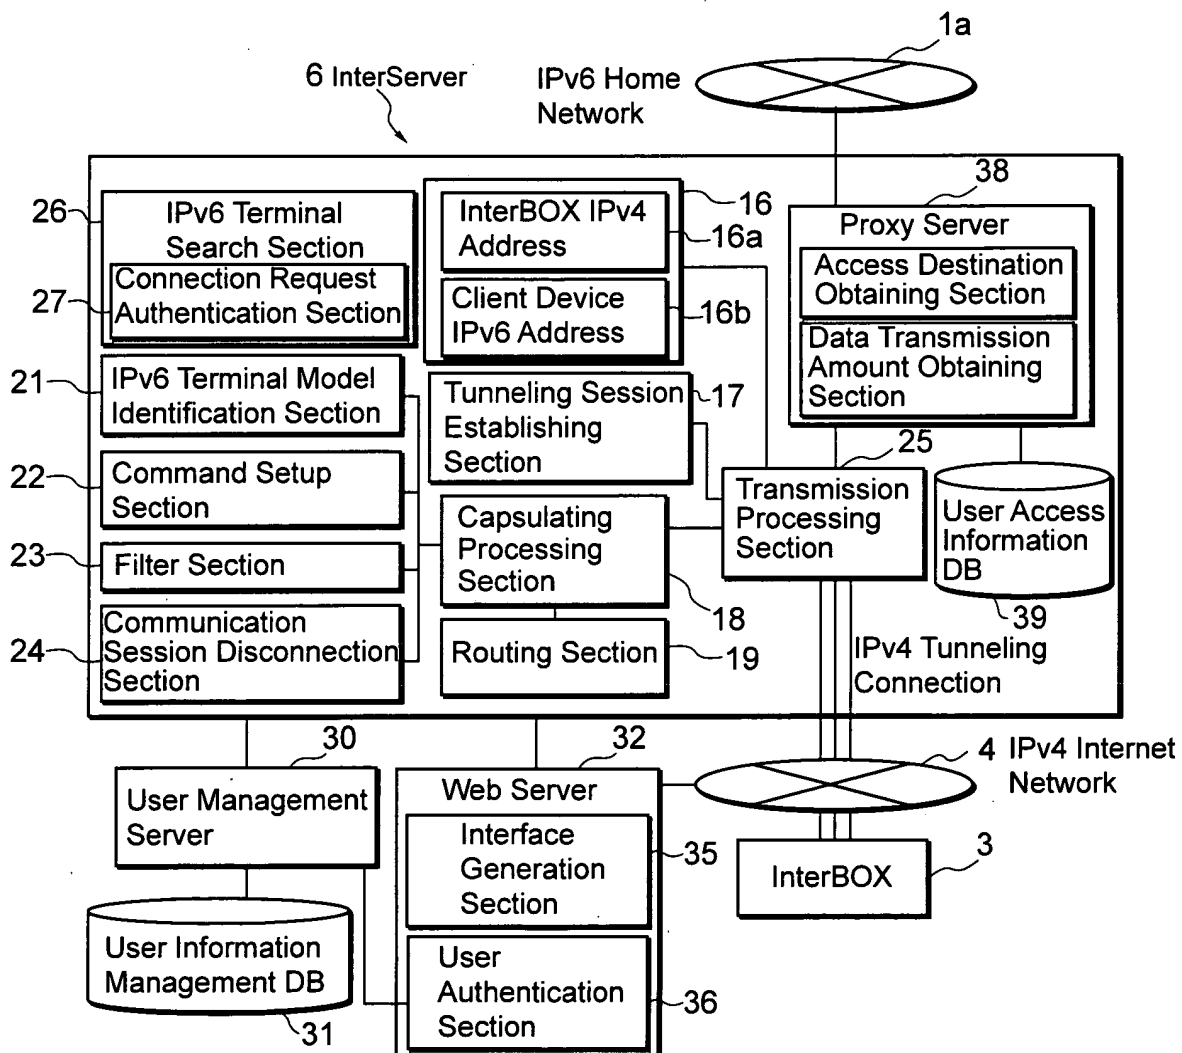 1a
6 InterServer
IPv6 Home
Network
38
26
IPv6 Terminal
Search Section
27
Connection Request
Authentication Section
16
InterBOX IPv4
Address
16a
Client Device
IPv6 Address
16b
Proxy Server
Access Destination
Obtaining Section
Data Transmission
Amount Obtaining
Section
21
IPv6 Terminal Model
Identification Section
Tunneling Session
Establishing
Section
17
25
22
Command Setup
Section
Transmission
Processing
Section
User Access
Information
DB
39
23
Filter Section
Capsulating
Processing
Section
18
24
Communication
Session Disconnection
Section
Routing Section
19
IPv4 Tunneling
Connection
30
User Management
Server
32
Web Server
4 IPv4 Internet
Network
Interface
Generation
Section
35
InterBOX
3
User Information
Management DB
31
User
Authentication
Section
36